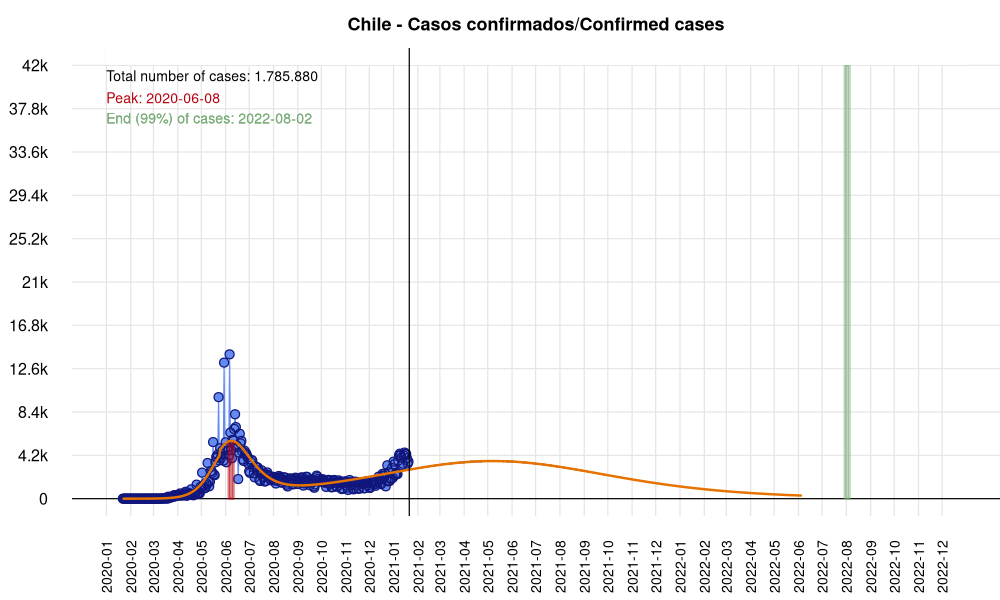 Chile - Casos confirmados/Confirmed cases
Total number of cases: 1.785.880
Peak: 2020-06-08
End (99%) of cases: 2022-08-02
42k
37.8k
33.6k
29.4k
25.2k
21k
16.8k
12.6k
8.4k
4.2k
0
2020-01
2020-02
2020-03
2020-04
2020-05
2020-06
2020-07
2020-08
2020-09
2020-10
2020-11
2020-12
2021-01
2021-02
2021-03
2021-04
2021-05
2021-06
2021-07
2021-08
2021-09
2021-10
2021-11
2021-12
2022-01
2022-02
2022-03
2022-04
2022-05
2022-06
2022-07
2022-08
2022-09
2022-10
2022-11
2022-12